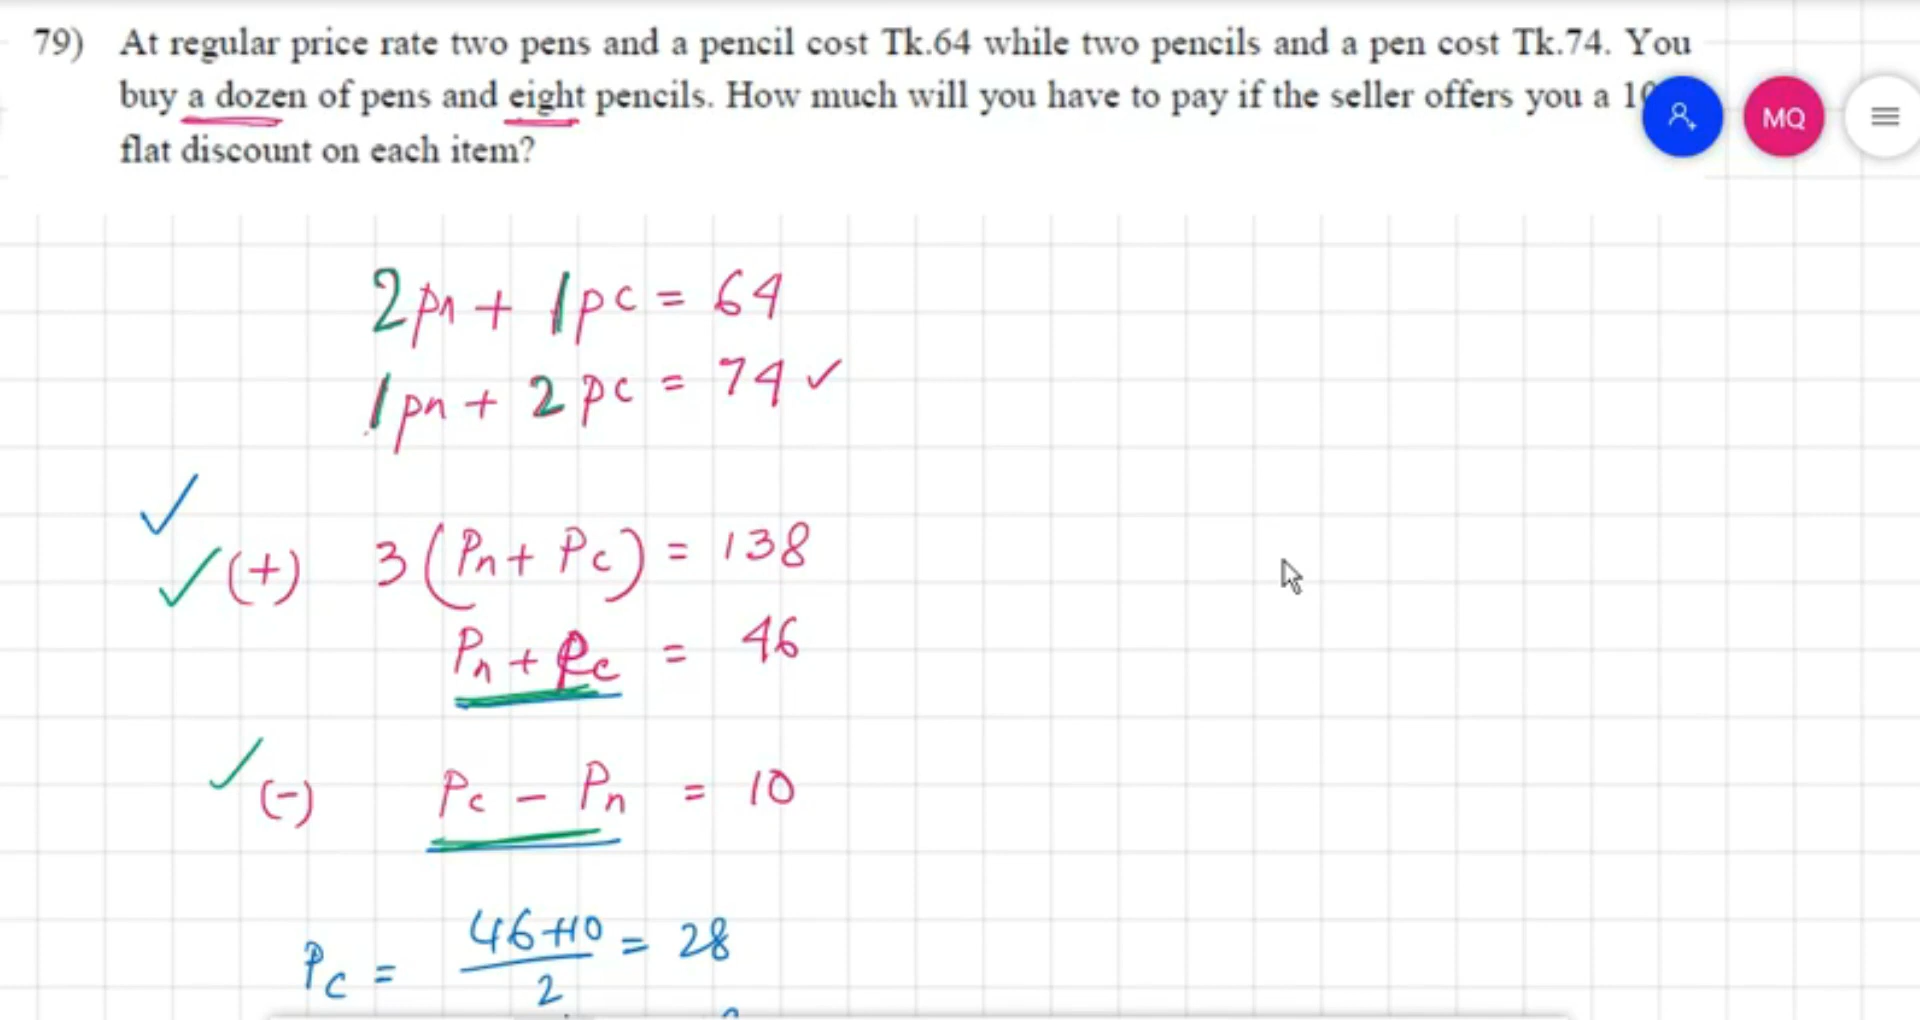 79) At regular price rate two pens and a pencil cost Tk.64 while two pencils and a pen cost Tk.74. You
buy a dozen of pens and eight pencils. How much will you have to pay if the seller offers you a
MQ
flat discount on each item?
2pn + 1pc = 64
1pn + 2pc = 74 ✓
✓
✓ (+) 3(Pn + Pc) = 138
Pn + Pc = 46
✓ (-) Pc - Pn = 10
Pc = (46+10)/2 = 28